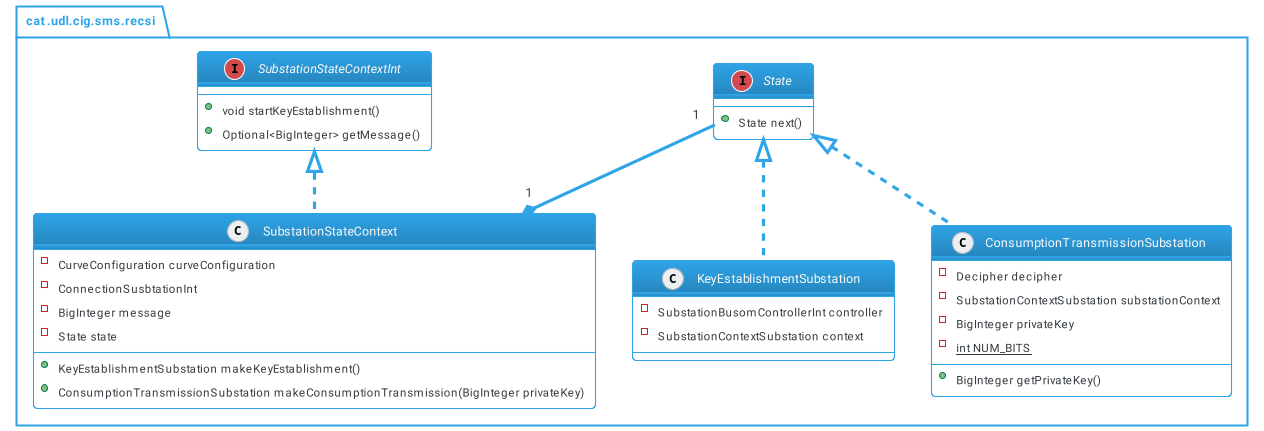 cat.udl.cig.sms.recsi
I SubstationStateContextInt
void startKeyEstablishment()
Optional<BigInteger> getMessage()
I State
State next()
1
1
C SubstationStateContext
CurveConfiguration curveConfiguration
ConnectionSusbtationInt
BigInteger message
State state
KeyEstablishmentSubstation makeKeyEstablishment()
ConsumptionTransmissionSubstation makeConsumptionTransmission(BigInteger privateKey)
C KeyEstablishmentSubstation
SubstationBusomControllerInt controller
SubstationContextSubstation context
C ConsumptionTransmissionSubstation
Decipher decipher
SubstationContextSubstation substationContext
BigInteger privateKey
int NUM_BITS
BigInteger getPrivateKey()